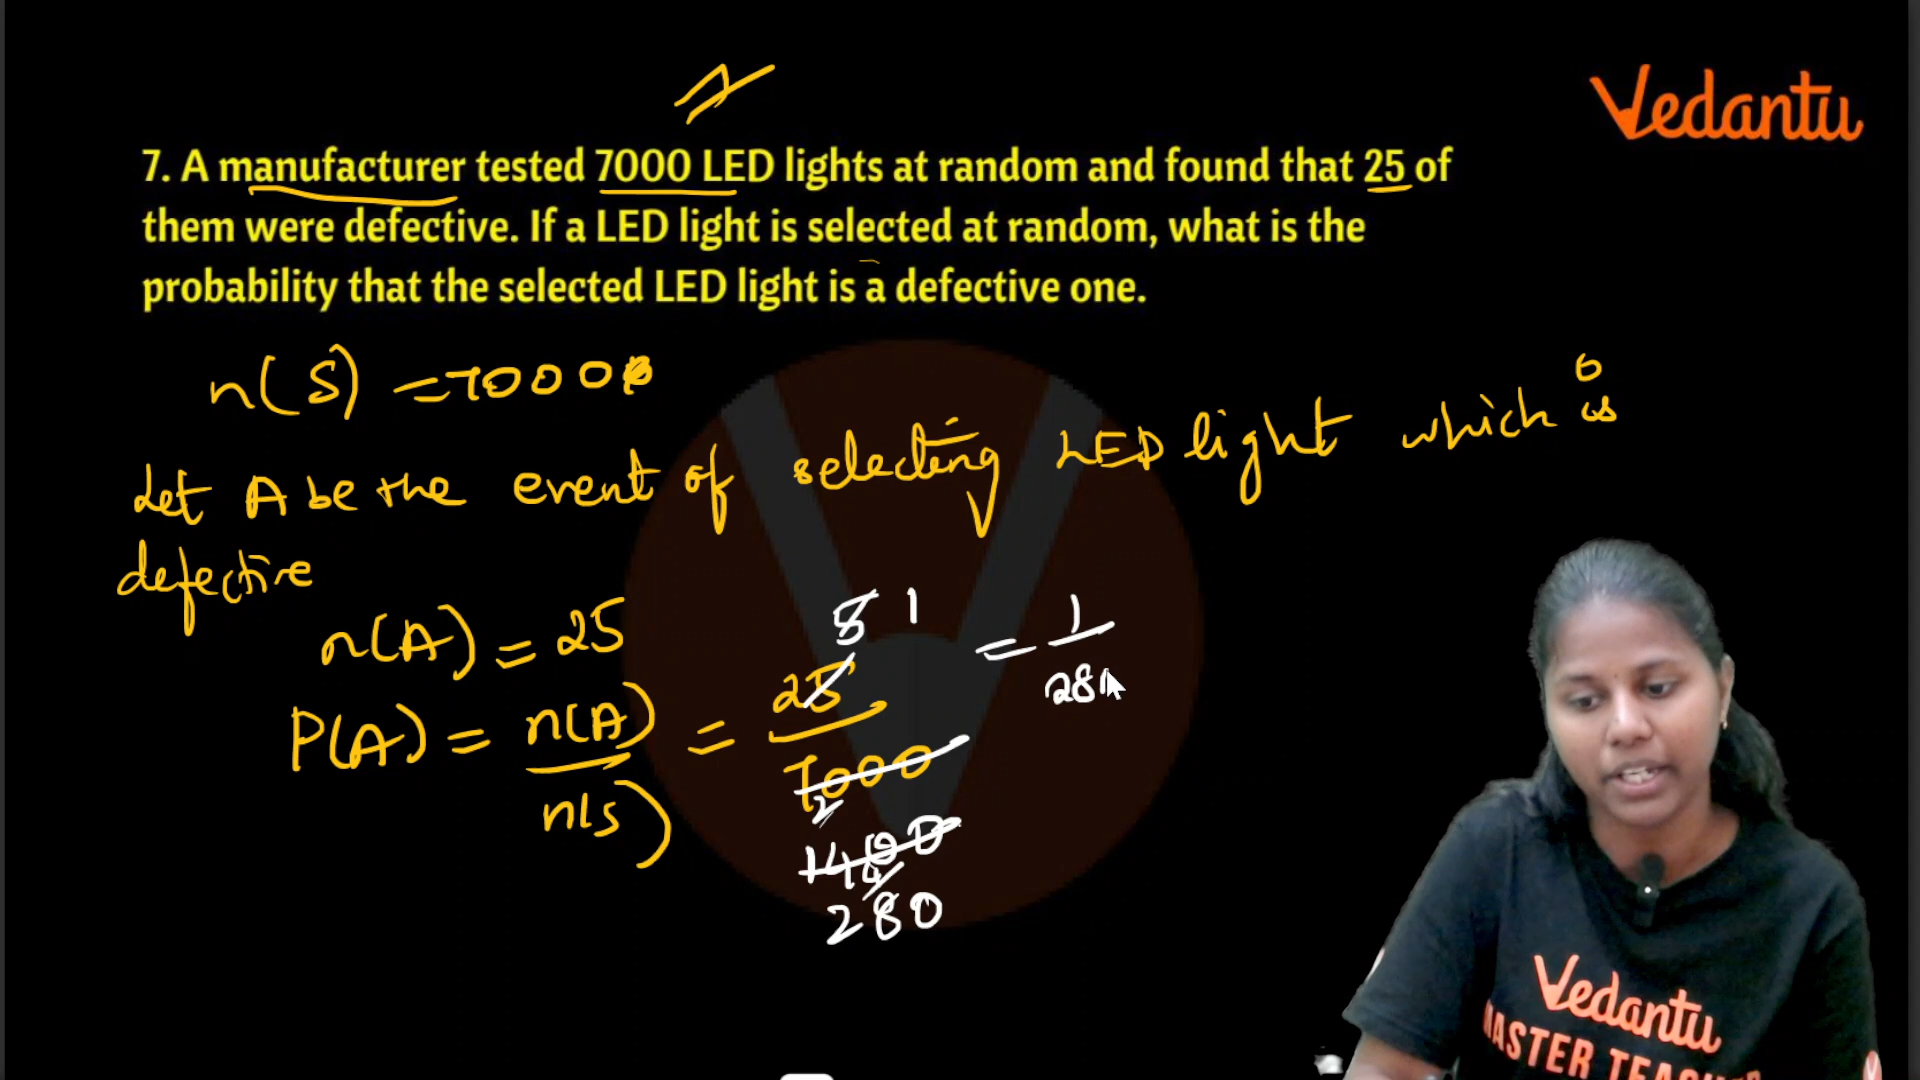 Vedantu
7. A manufacturer tested 7000 LED lights at random and found that 25 of
them were defective. If a LED light is selected at random, what is the
probability that the selected LED light is a defective one.
n(S) = 7000
Let A be the event of selecting LED light which is
defective
n(A) = 25
P(A) = n(A)/n(S) = 25/7000 = 1/280
5 1
1400
280
Vedantu
MASTER TEACHER